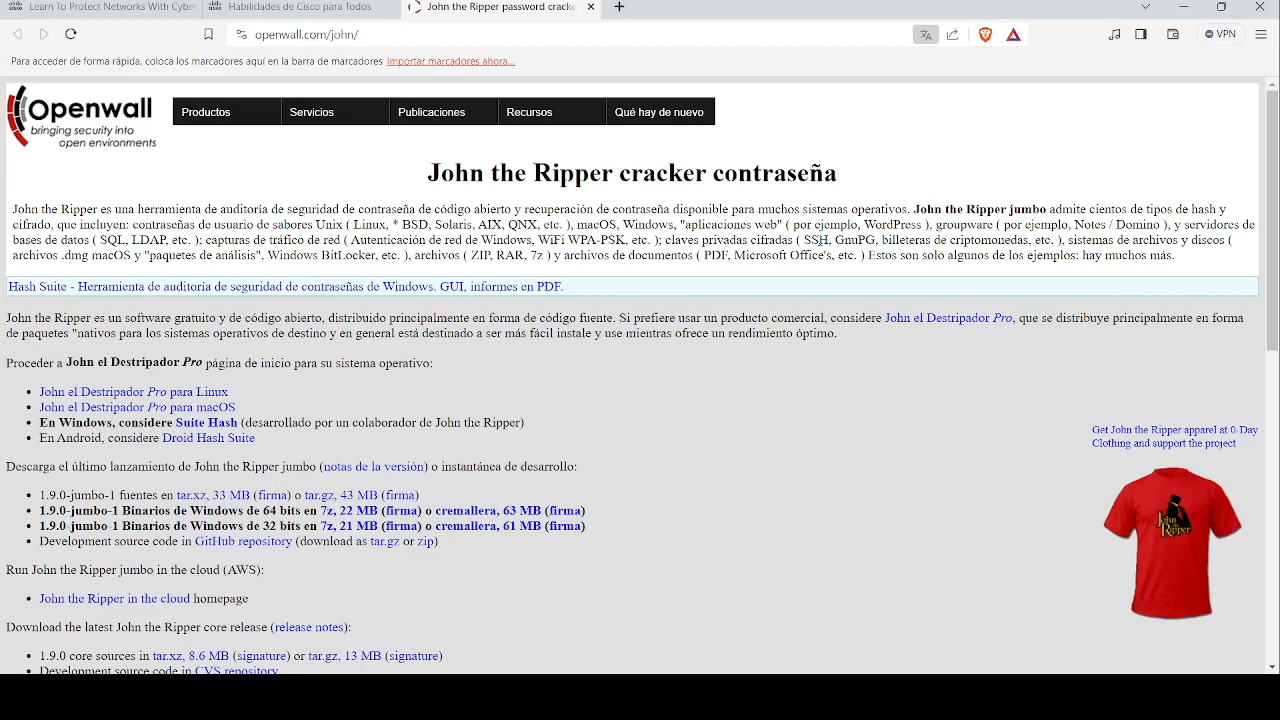 Learn To Protect Networks With Cyber
Habilidades de Cisco para Todos
John the Ripper password cracke
openwall.com/john/
VPN
Para acceder de forma rápida, coloca los marcadores aquí en la barra de marcadores Importar marcadores ahora...
Openwall
bringing security into
open environments
Productos
Servicios
Publicaciones
Recursos
Qué hay de nuevo
John the Ripper cracker contraseña
John the Ripper es una herramienta de auditoría de seguridad de contraseña de código abierto y recuperación de contraseña disponible para muchos sistemas operativos. John the Ripper jumbo admite cientos de tipos de hash y
cifrado, que incluyen: contraseñas de usuario de sabores Unix ( Linux, * BSD, Solaris, AIX, QNX, etc. ), macOS, Windows, "aplicaciones web" ( por ejemplo, WordPress ), groupware ( por ejemplo, Notes / Domino ), y servidores de
bases de datos ( SQL, LDAP, etc. ); capturas de tráfico de red ( Autenticación de red de Windows, WiFi WPA-PSK, etc. ); claves privadas cifradas ( SSH, GnuPG, billeteras de criptomonedas, etc. ), sistemas de archivos y discos (
archivos .dmg macOS y "paquetes de análisis", Windows BitLocker, etc. ), archivos ( ZIP, RAR, 7z ) y archivos de documentos ( PDF, Microsoft Office's, etc. ) Estos son solo algunos de los ejemplos: hay muchos más.
Hash Suite - Herramienta de auditoría de seguridad de contraseñas de Windows. GUI, informes en PDF.
John the Ripper es un software gratuito y de código abierto, distribuido principalmente en forma de código fuente. Si prefiere usar un producto comercial, considere John el Destripador Pro, que se distribuye principalmente en forma
de paquetes "nativos para los sistemas operativos de destino y en general está destinado a ser más fácil instale y use mientras ofrece un rendimiento óptimo.
Proceder a John el Destripador Pro página de inicio para su sistema operativo:
• John el Destripador Pro para Linux
• John el Destripador Pro para macOS
• En Windows, considere Suite Hash (desarrollado por un colaborador de John the Ripper)
• En Android, considere Droid Hash Suite
Get John the Ripper apparel at 0-Day
Clothing and support the project
John the Ripper
Descarga el último lanzamiento de John the Ripper jumbo (notas de la versión) o instantánea de desarrollo:
• 1.9.0-jumbo-1 fuentes en tar.xz, 33 MB (firma) o tar.gz, 43 MB (firma)
• 1.9.0-jumbo-1 Binarios de Windows de 64 bits en 7z, 22 MB (firma) o cremallera, 63 MB (firma)
• 1.9.0-jumbo-1 Binarios de Windows de 32 bits en 7z, 21 MB (firma) o cremallera, 61 MB (firma)
• Development source code in GitHub repository (download as tar.gz or zip)
Run John the Ripper jumbo in the cloud (AWS):
• John the Ripper in the cloud homepage
Download the latest John the Ripper core release (release notes):
• 1.9.0 core sources in tar.xz, 8.6 MB (signature) or tar.gz, 13 MB (signature)
• Development source code in CVS repository